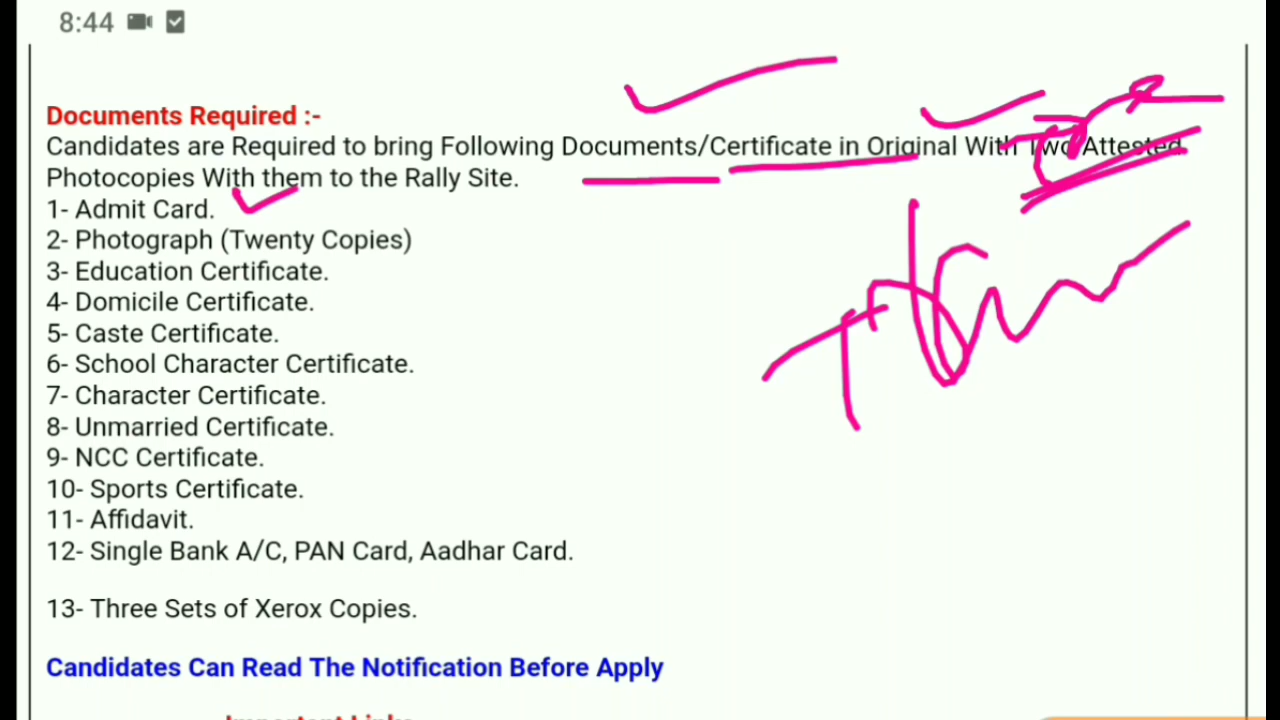 8:44
Documents Required :-
Candidates are Required to bring Following Documents/Certificate in Original With Two Attested
Photocopies With them to the Rally Site.
1- Admit Card.
2- Photograph (Twenty Copies)
3- Education Certificate.
4- Domicile Certificate.
5- Caste Certificate.
6- School Character Certificate.
7- Character Certificate.
8- Unmarried Certificate.
9- NCC Certificate.
10- Sports Certificate.
11- Affidavit.
12- Single Bank A/C, PAN Card, Aadhar Card.
13- Three Sets of Xerox Copies.
Candidates Can Read The Notification Before Apply